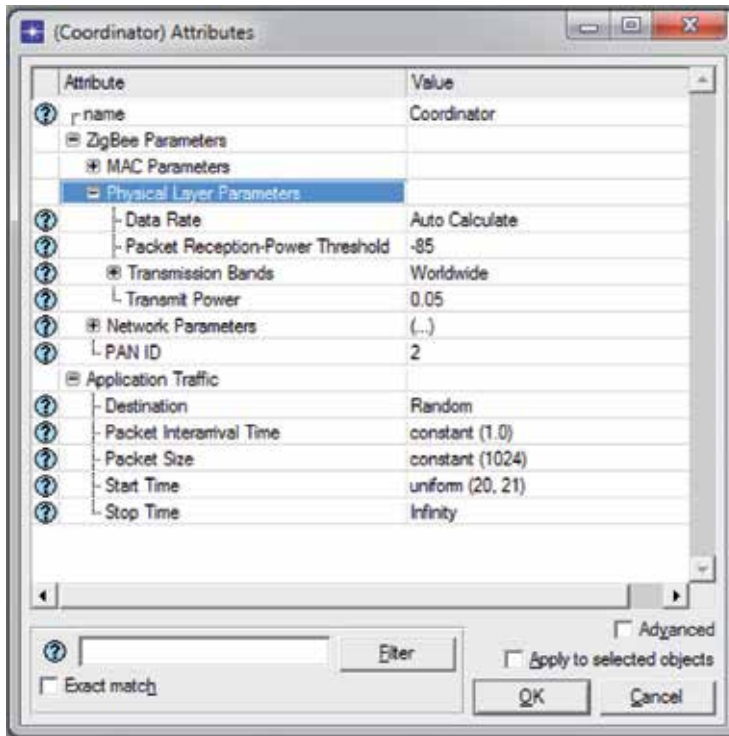 (Coordinator) Attributes
Attribute Value
name Coordinator
ZigBee Parameters
MAC Parameters
Physical Layer Parameters
Data Rate Auto Calculate
Packet Reception-Power Threshold -85
Transmission Bands Worldwide
Transmit Power 0.05
Network Parameters (...)
PAN ID 2
Application Traffic
Destination Random
Packet Interarrival Time constant (1.0)
Packet Size constant (1024)
Start Time uniform (20, 21)
Stop Time Infinity
Advanced
Filter
Apply to selected objects
Exact match
OK Cancel